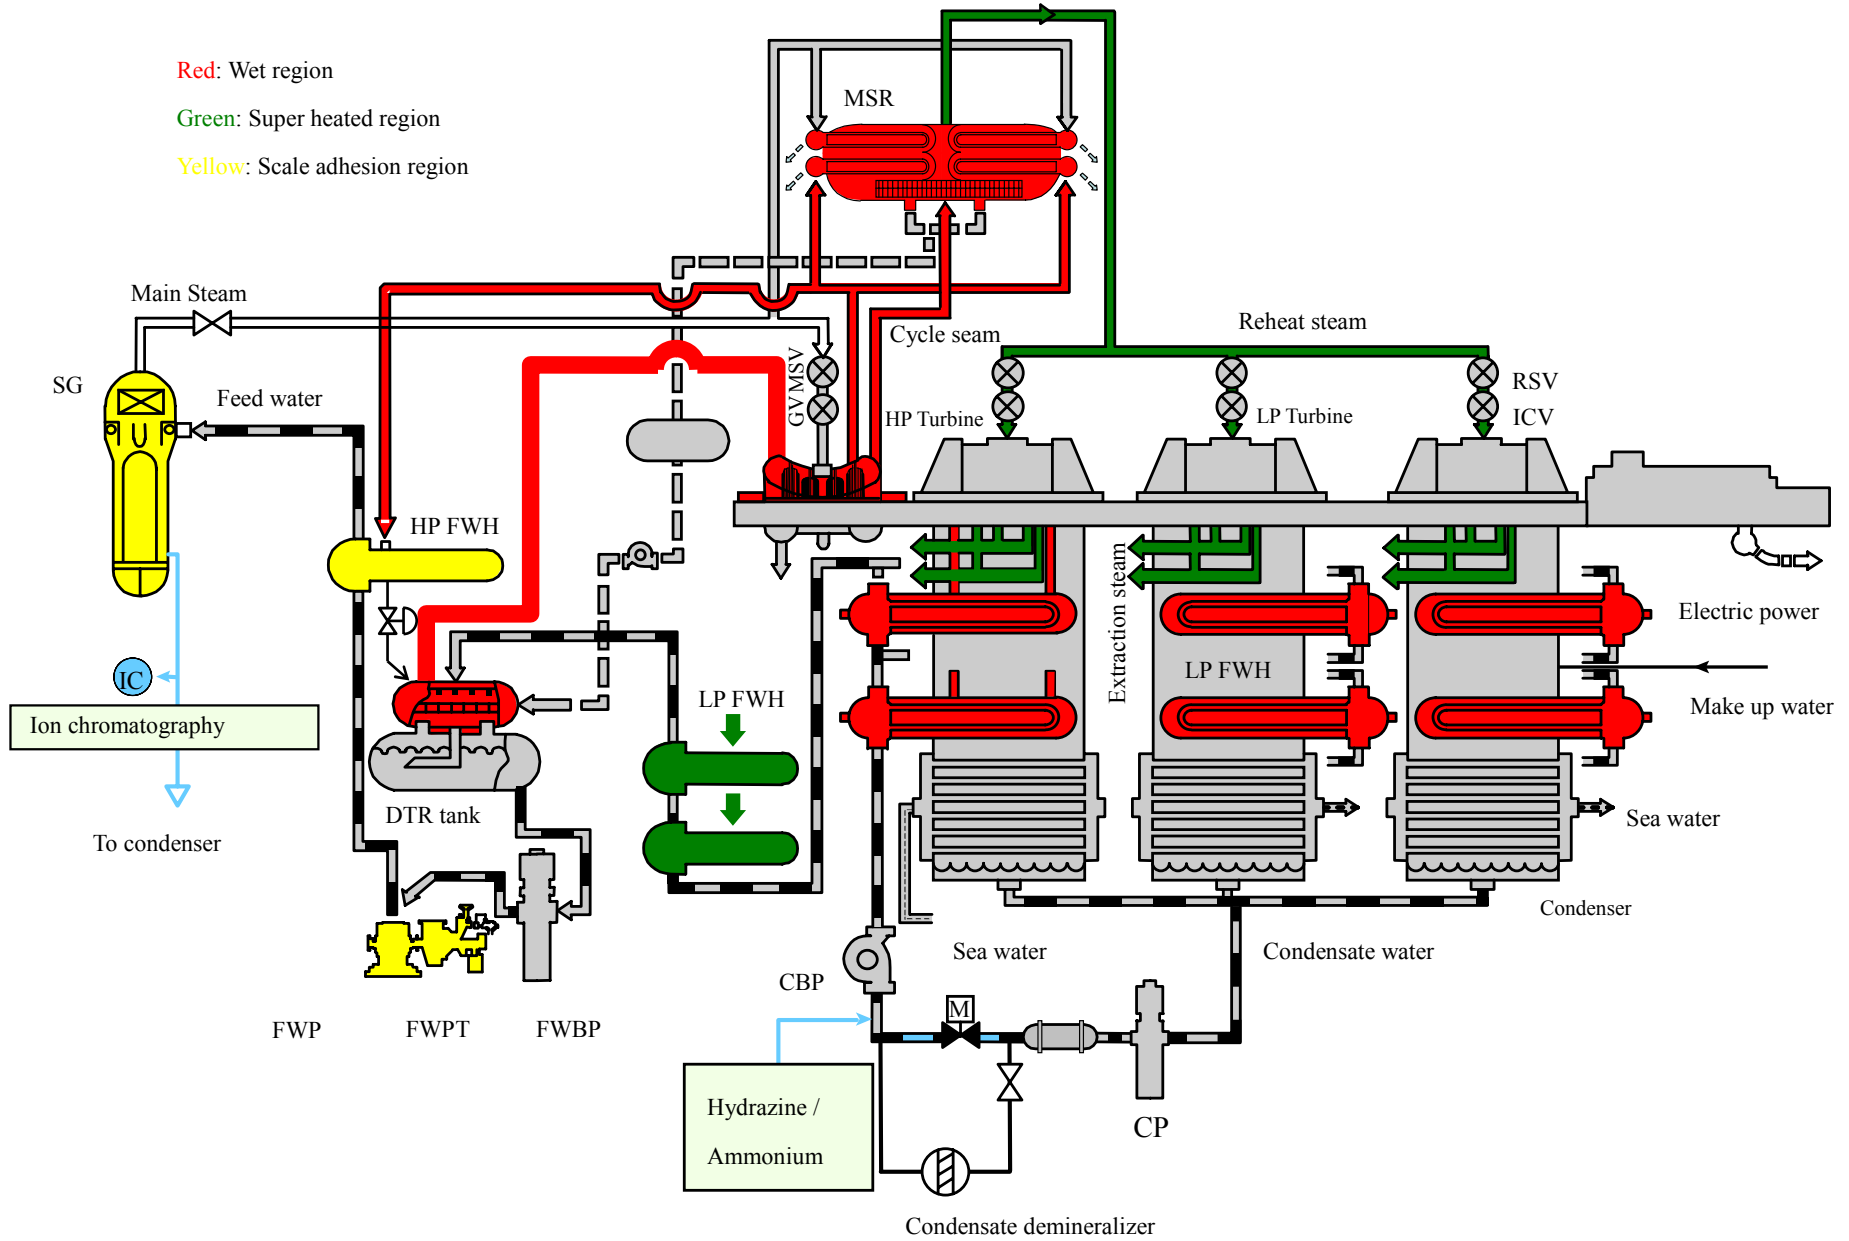 Red: Wet region
Green: Super heated region
Yellow: Scale adhesion region
MSR
Main Steam
Cycle seam
Reheat steam
SG
Feed water
GVMSV
HP Turbine
LP Turbine
RSV
ICV
HP FWH
Extraction steam
Electric power
IC
LP FWH
LP FWH
Make up water
Ion chromatography
DTR tank
Sea water
To condenser
Condenser
Sea water
Condensate water
CBP
M
FWP
FWPT
FWBP
Hydrazine /
Ammonium
CP
Condensate demineralizer